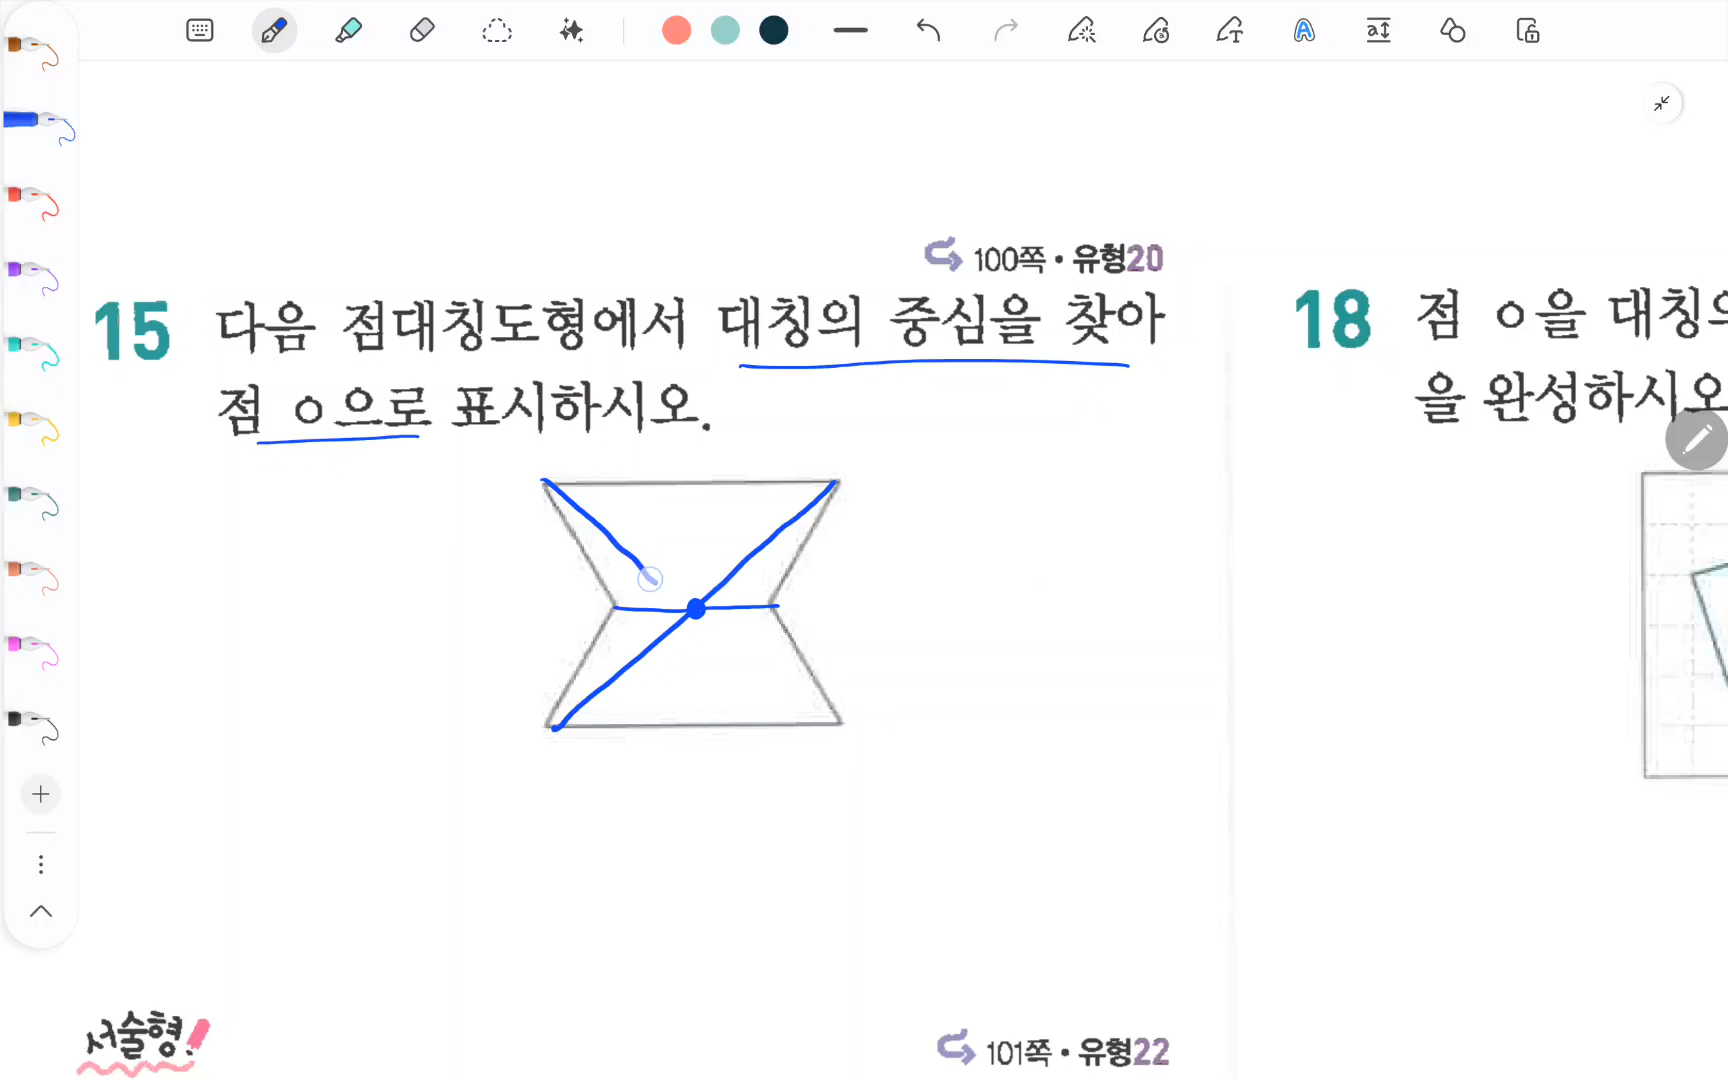 100쪽 • 유형20
15 다음 점대칭도형에서 대칭의 중심을 찾아
점 ㅇ으로 표시하시오.
18 점 ㅇ을 대칭의
을 완성하시오
서술형!
101쪽 • 유형22